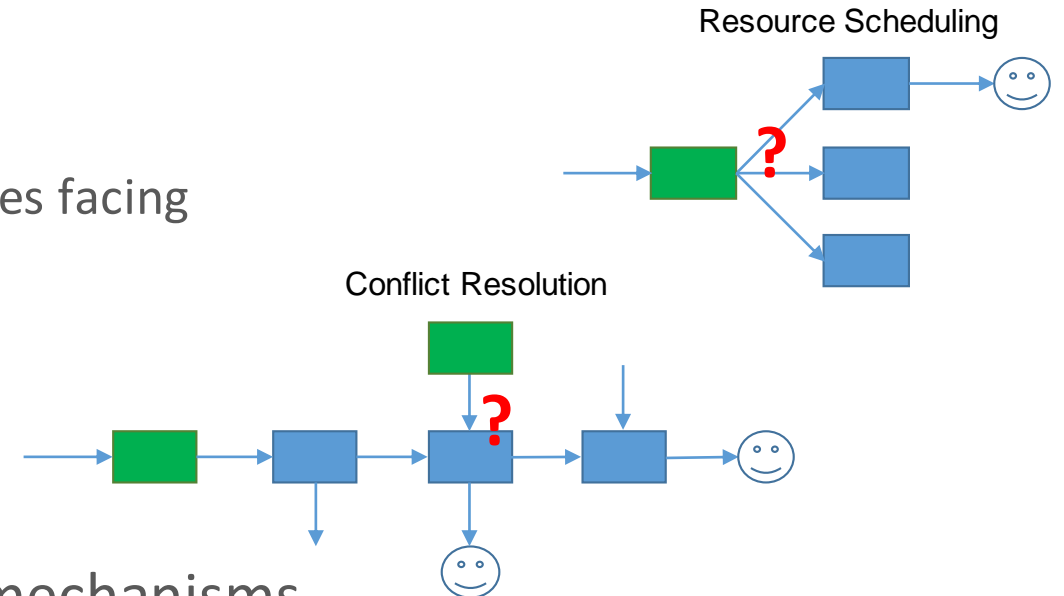 Resource Scheduling
?
es facing
Conflict Resolution
?
mechanisms